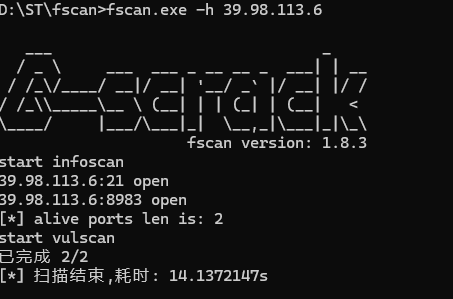 D:\ST\fscan>fscan.exe -h 39.98.113.6
fscan version: 1.8.3
start infoscan
39.98.113.6:21 open
39.98.113.6:8983 open
[*] alive ports len is: 2
start vulscan
已完成 2/2
[*] 扫描结束,耗时: 14.1372147s